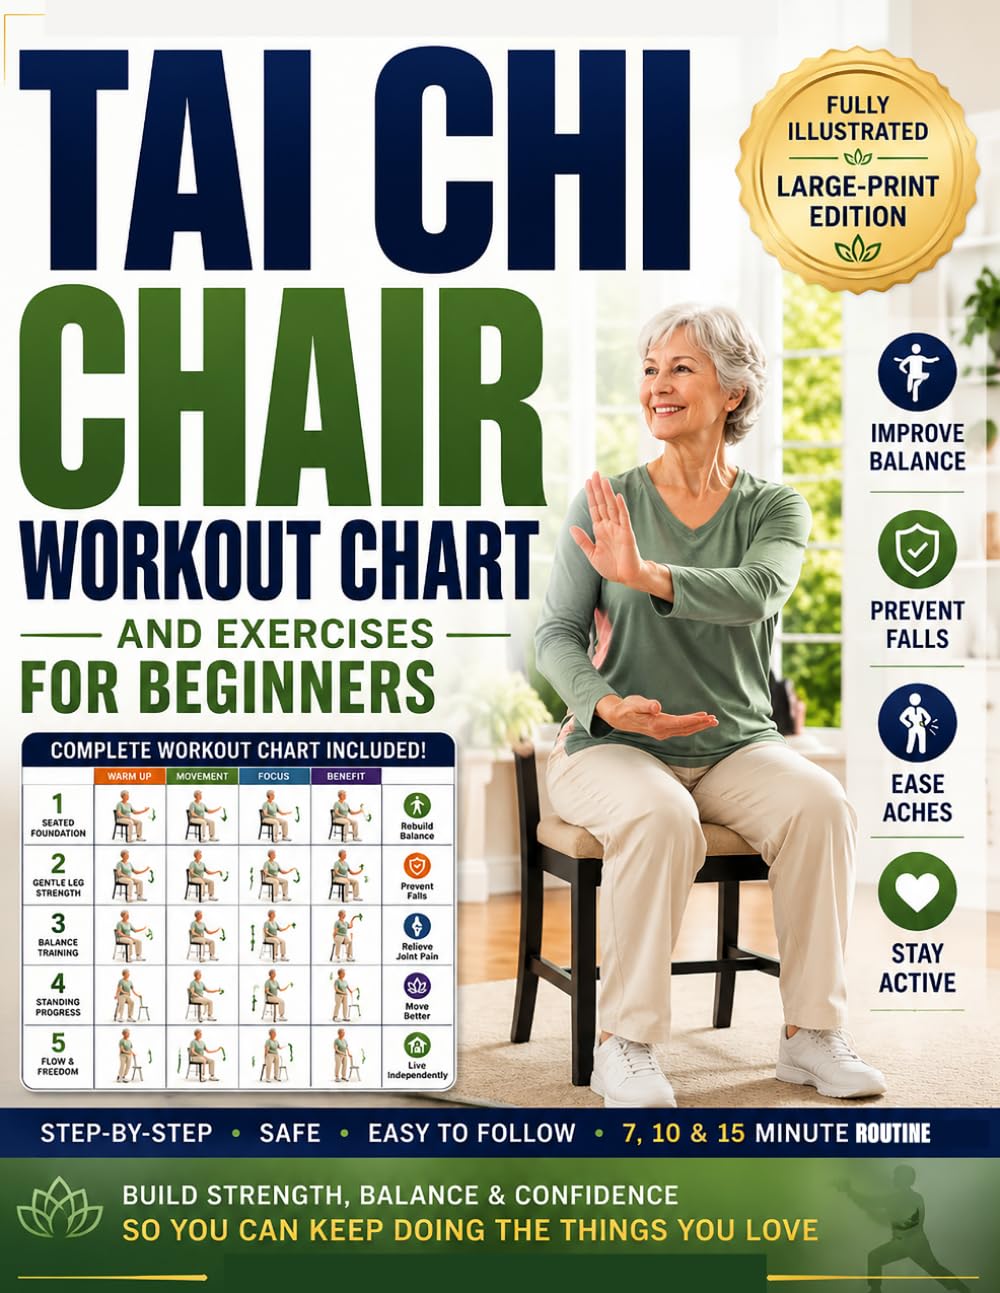 TAI CHI
CHAIR
WORKOUT CHART
AND EXERCISES
FOR BEGINNERS
FULLY
ILLUSTRATED
LARGE-PRINT
EDITION
IMPROVE
BALANCE
PREVENT
FALLS
EASE
ACHES
STAY
ACTIVE
COMPLETE WORKOUT CHART INCLUDED!
WARM UP MOVEMENT FOCUS BENEFIT
1
SEATED
FOUNDATION
Rebuild
Balance
2
GENTLE LEG
STRENGTH
Prevent
Falls
3
BALANCE
TRAINING
Relieve
Joint Pain
4
STANDING
PROGRESS
Move
Better
5
FLOW &
FREEDOM
Live
Independently
STEP-BY-STEP • SAFE • EASY TO FOLLOW • 7, 10 & 15 MINUTE ROUTINE
BUILD STRENGTH, BALANCE & CONFIDENCE
SO YOU CAN KEEP DOING THE THINGS YOU LOVE